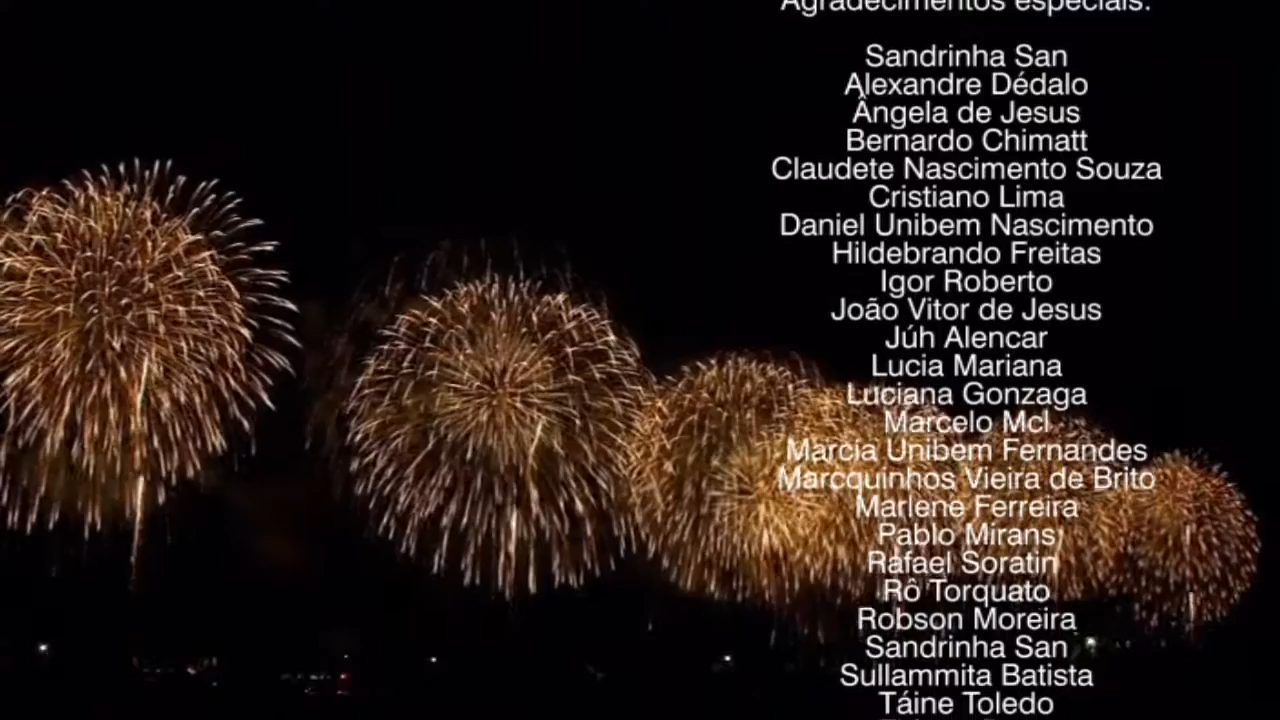 Agradecimentos especiais:
Sandrinha San
Alexandre Dédalo
Ângela de Jesus
Bernardo Chimatt
Claudete Nascimento Souza
Cristiano Lima
Daniel Unibem Nascimento
Hildebrando Freitas
Igor Roberto
João Vitor de Jesus
Júh Alencar
Lucia Mariana
Luciana Gonzaga
Marcelo Mcl
Marcia Unibem Fernandes
Marcquinhos Vieira de Brito
Marlene Ferreira
Pablo Mirans
Rafael Soratin
Rô Torquato
Robson Moreira
Sandrinha San
Sullammita Batista
Táine Toledo